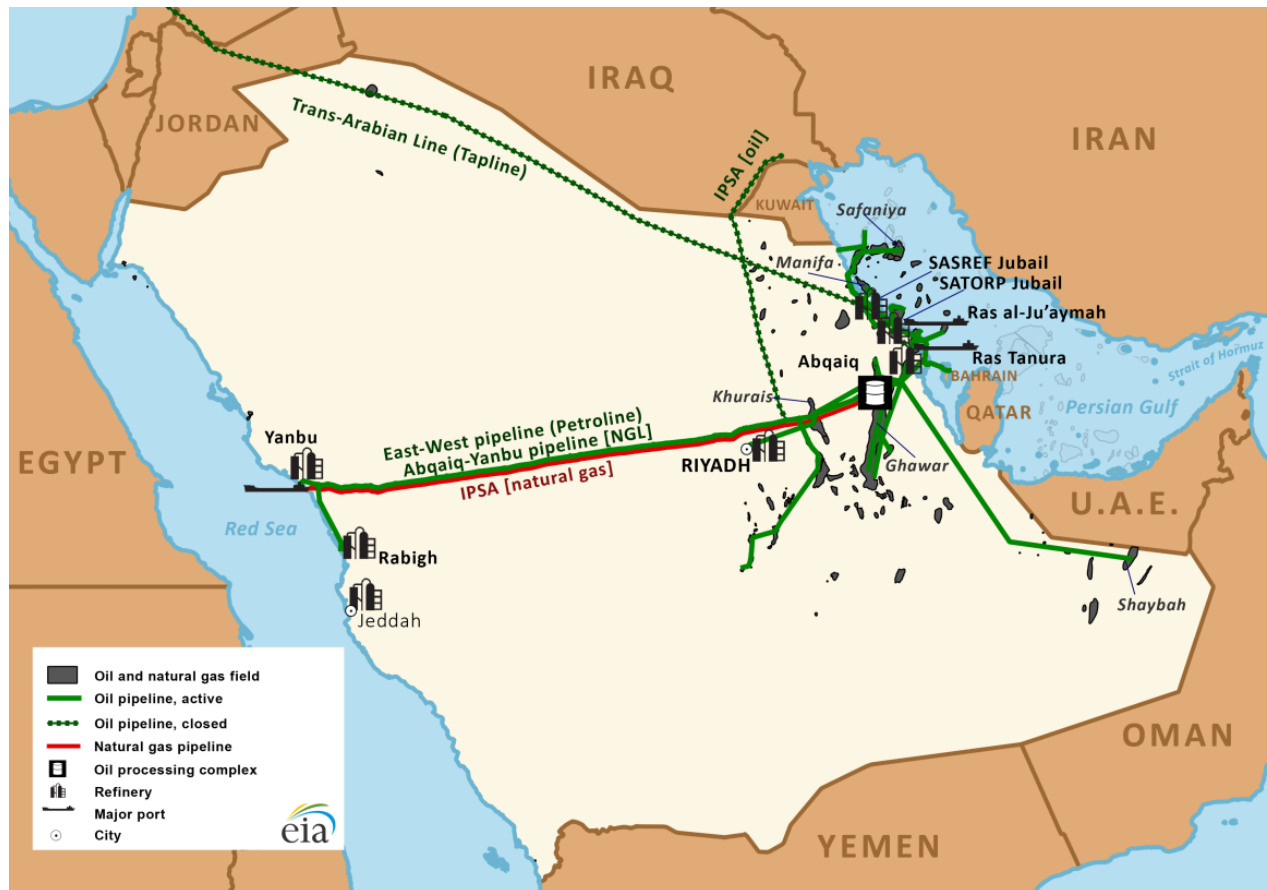 IRAQ
IRAN
JORDAN
Trans-Arabian Line (Tapline)
IPSA [oil]
KUWAIT
Safaniya
Manifa
SASREF Jubail
SATORP Jubail
Ras al-Ju’aymah
Ras Tanura
Abqaiq
BAHRAIN
Strait of Hormuz
QATAR
Persian Gulf
Khurais
East-West pipeline (Petroline)
Abqaiq-Yanbu pipeline [NGL]
IPSA [natural gas]
Yanbu
EGYPT
RIYADH
Ghawar
U.A.E.
Red Sea
Rabigh
Jeddah
Shaybah
OMAN
YEMEN
Oil and natural gas field
Oil pipeline, active
Oil pipeline, closed
Natural gas pipeline
Oil processing complex
Refinery
Major port
City
eia